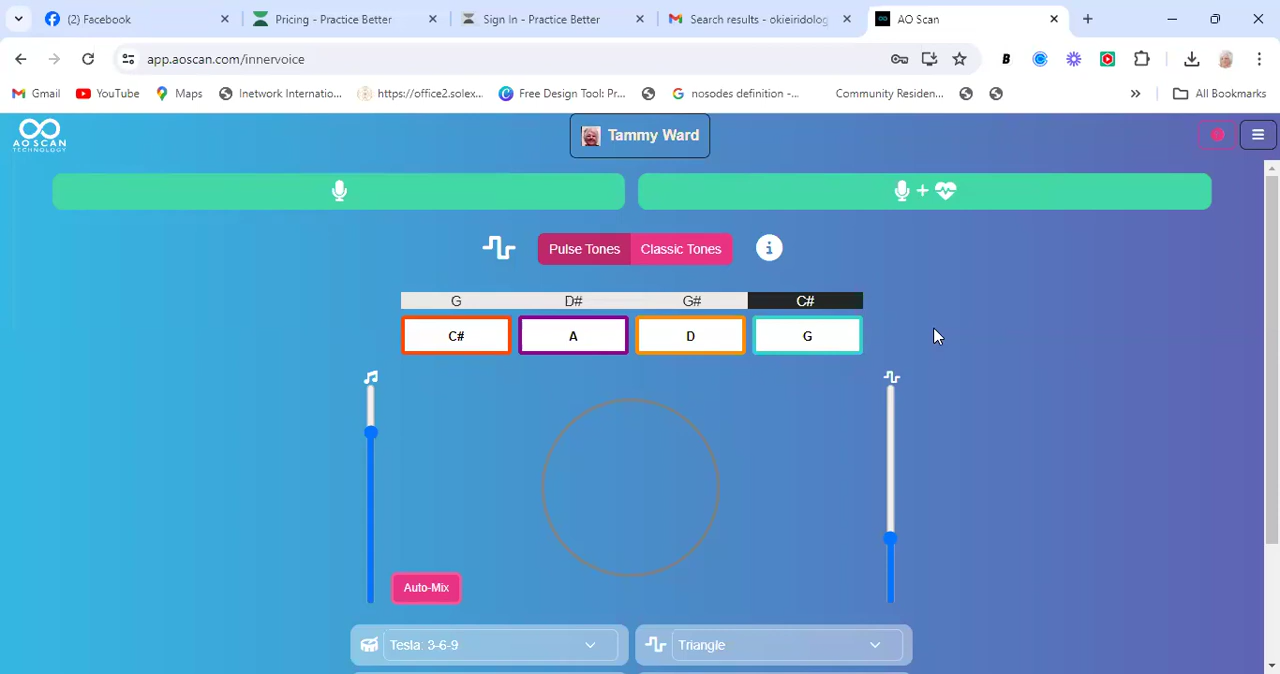 (2) Facebook
Pricing - Practice Better
Sign In - Practice Better
Search results - okieiridolog
AO Scan
app.aoscan.com/innervoice
B
Gmail
YouTube
Maps
Inetwork Internatio...
https://office2.solex...
Free Design Tool: Pr...
nosodes definition -...
Community Residen...
All Bookmarks
AO SCAN
TECHNOLOGY
Tammy Ward
+
Pulse Tones
Classic Tones
i
G D# G# C#
C# A D G
Auto-Mix
Tesla: 3-6-9
Triangle